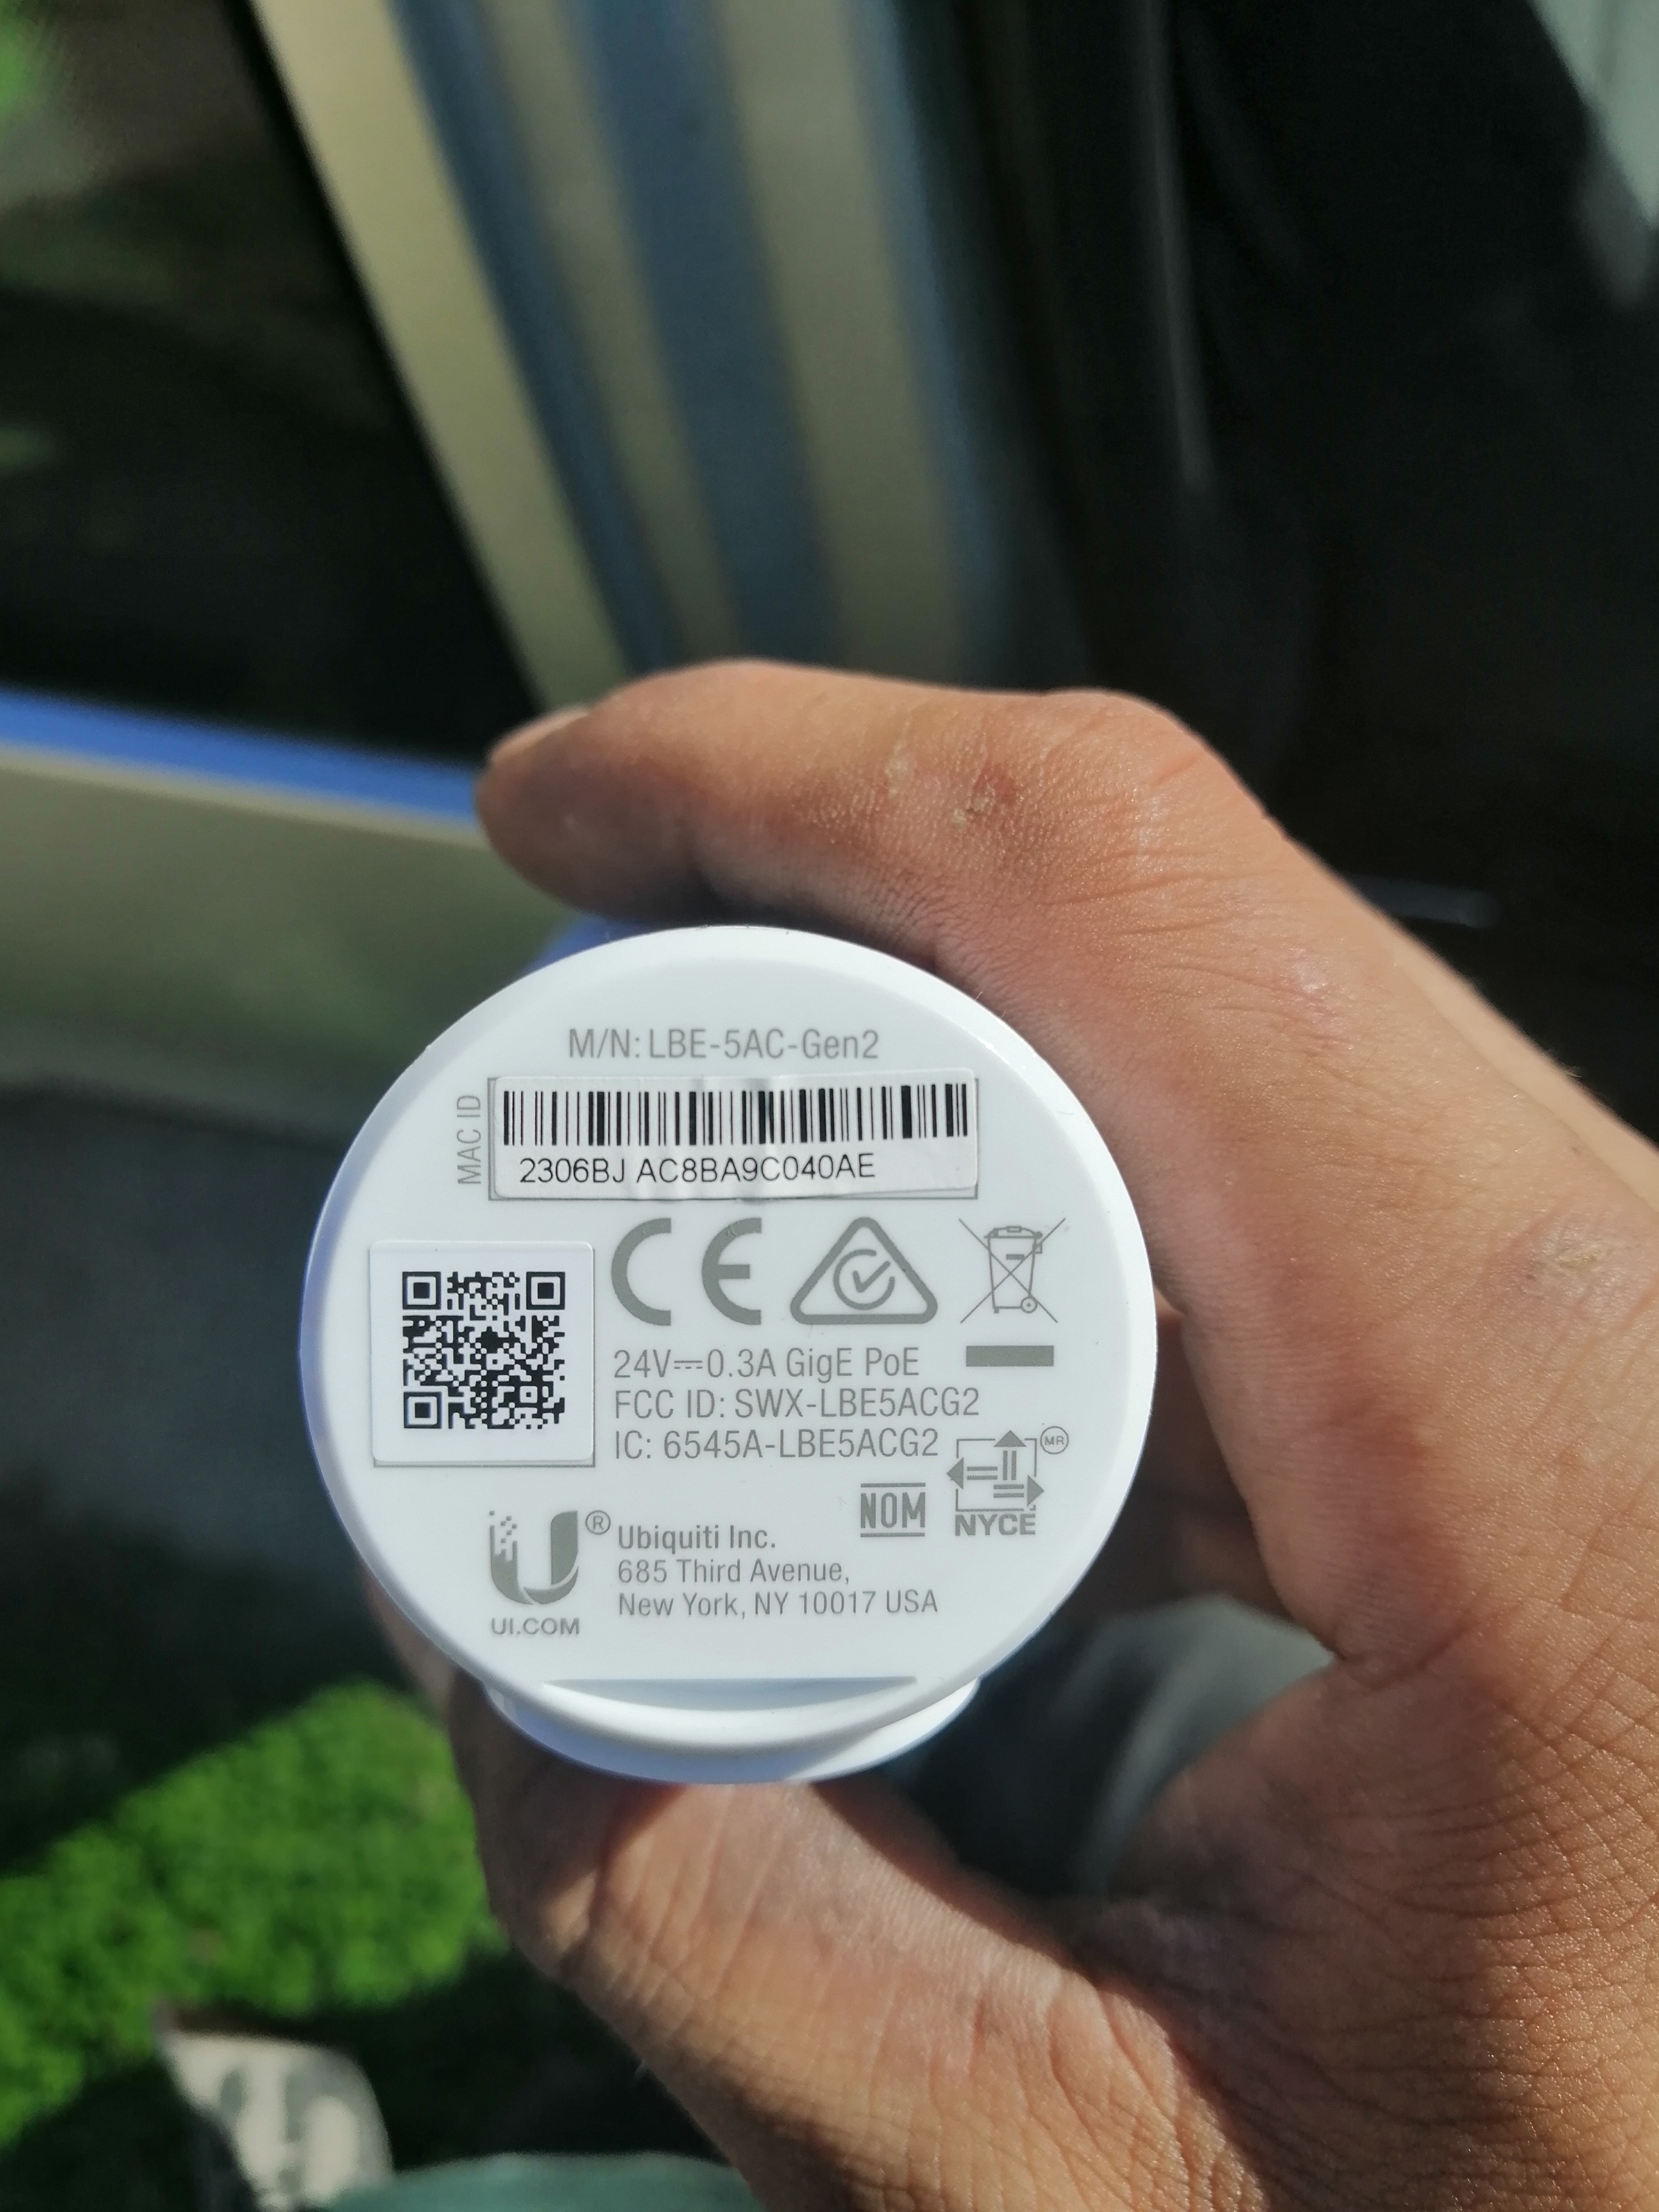 M/N: LBE-5AC-Gen2
MAC ID
2306BJ AC8BA9C040AE
CE
24V⎓0.3A GigE PoE
FCC ID: SWX-LBE5ACG2
IC: 6545A-LBE5ACG2
MR
NOM
NYCE
U®
UI.COM
Ubiquiti Inc.
685 Third Avenue,
New York, NY 10017 USA